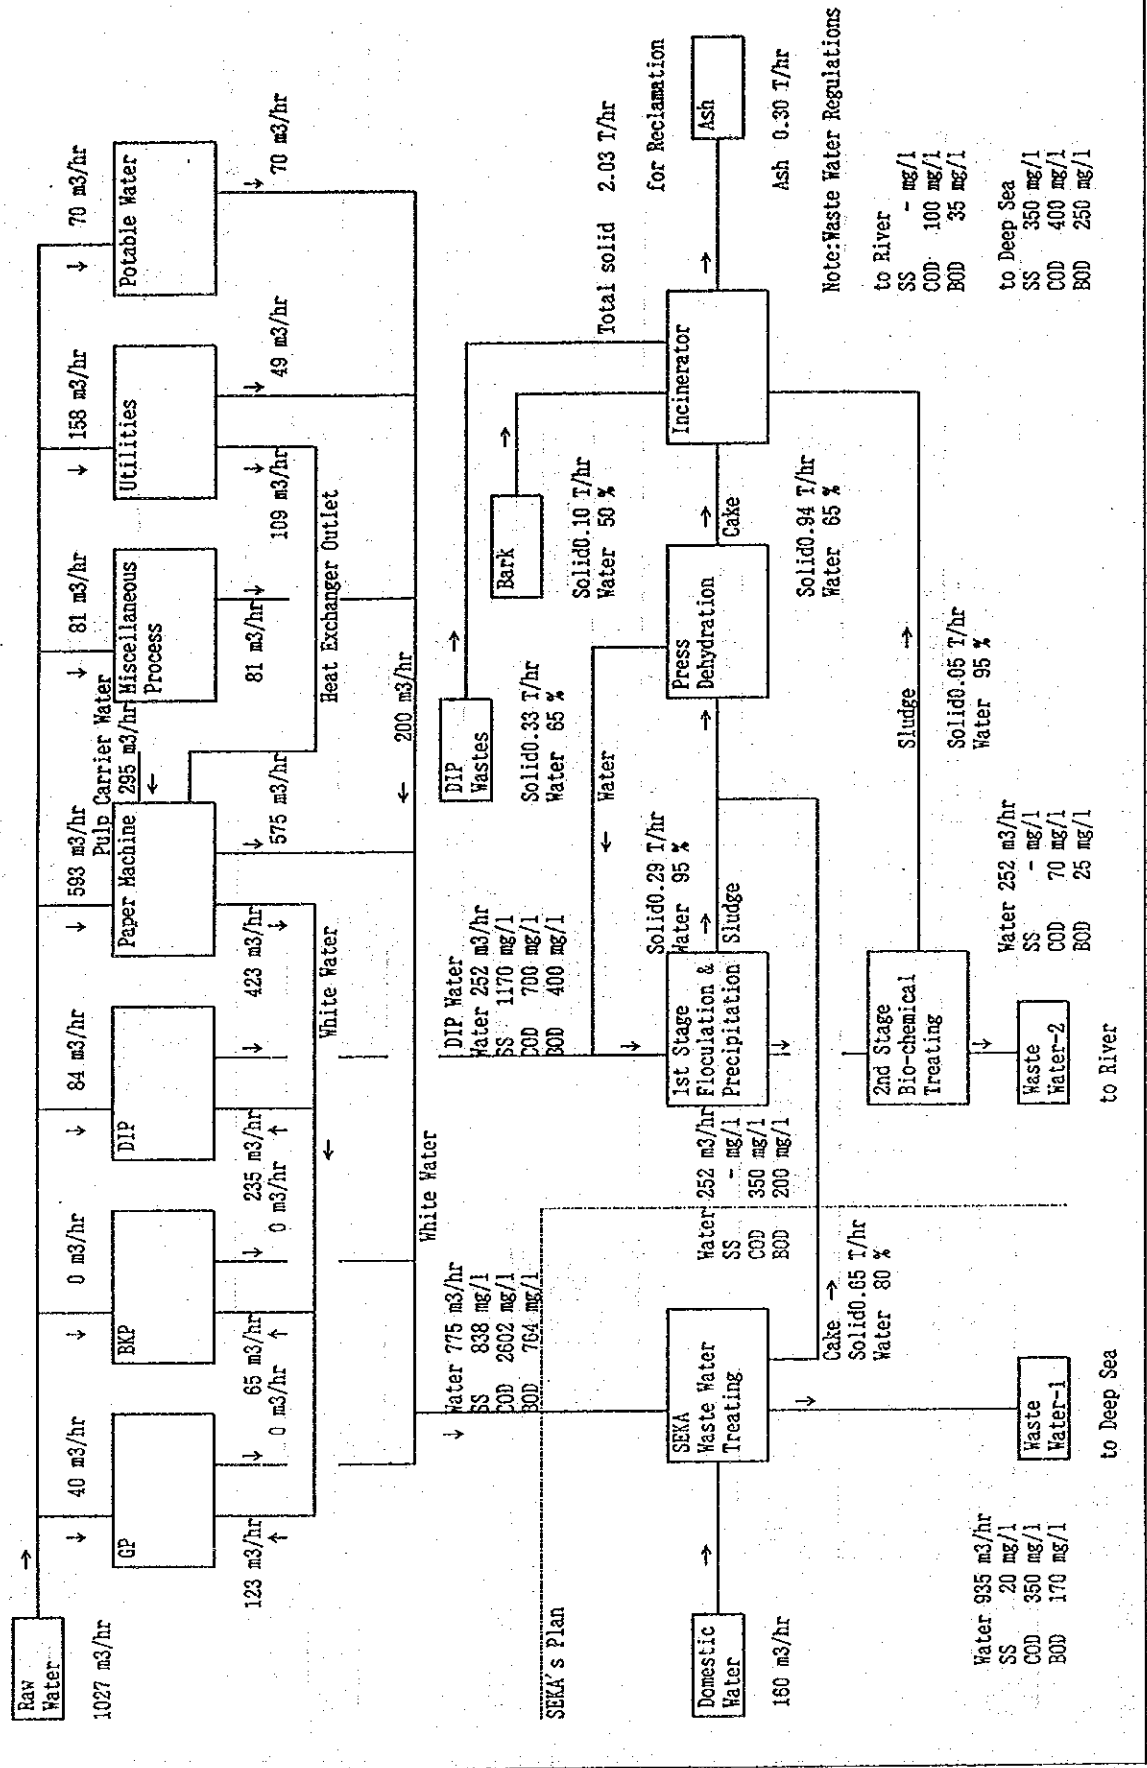 Raw
Water
1027 m3/hr
→
↓ 40 m3/hr
↓ 0 m3/hr
↓ 84 m3/hr
↓ 593 m3/hr
↓ 81 m3/hr
↓ 158 m3/hr
↓ 70 m3/hr
Pulp Carrier Water
295 m3/hr
←
GP
BKP
DIP
Paper Machine
Miscellaneous
Process
Utilities
Potable Water
123 m3/hr
↑
↓
0 m3/hr
65 m3/hr
↑
0 m3/hr
↓
235 m3/hr
↑
0 m3/hr
↓
423 m3/hr
↓
↓
575 m3/hr
81 m3/hr
↓
109 m3/hr
↓
↓
49 m3/hr
↓
70 m3/hr
←
White Water
Heat Exchanger Outlet
White Water
←
200 m3/hr
↓
Water 775 m3/hr
SS 838 mg/l
COD 2602 mg/l
BOD 764 mg/l
DIP Water
Water 252 m3/hr
SS 1170 mg/l
COD 700 mg/l
BOD 400 mg/l
↓
DIP
Wastes
→
Solid0.33 T/hr
Water 65 %
Bark
→
Solid0.10 T/hr
Water 50 %
Total solid 2.03 T/hr
SEKA's Plan
←
Water
Domestic
Water
160 m3/hr
→
SEKA
Waste Water
Treating
Water 252 m3/hr
SS - mg/l
COD 350 mg/l
BOD 200 mg/l
1st Stage
Floculation &
Precipitation
Solid0.29 T/hr
Water 95 %
→
Sludge
→
Press
Dehydration
→
Cake
Incinerator
→
for Reclamation
Ash
Ash 0.30 T/hr
↓
Cake →
Solid0.65 T/hr
Water 80 %
↓
Solid0.94 T/hr
Water 65 %
Note:Waste Water Regulations
to River
SS - mg/l
COD 100 mg/l
BOD 35 mg/l
to Deep Sea
SS 350 mg/l
COD 400 mg/l
BOD 250 mg/l
2nd Stage
Bio-chemical
Treating
Sludge →
Solid0.05 T/hr
Water 95 %
↓
Water 935 m3/hr
SS 20 mg/l
COD 350 mg/l
BOD 170 mg/l
Waste
Water-1
to Deep Sea
Waste
Water-2
to River
Water 252 m3/hr
SS - mg/l
COD 70 mg/l
BOD 25 mg/l